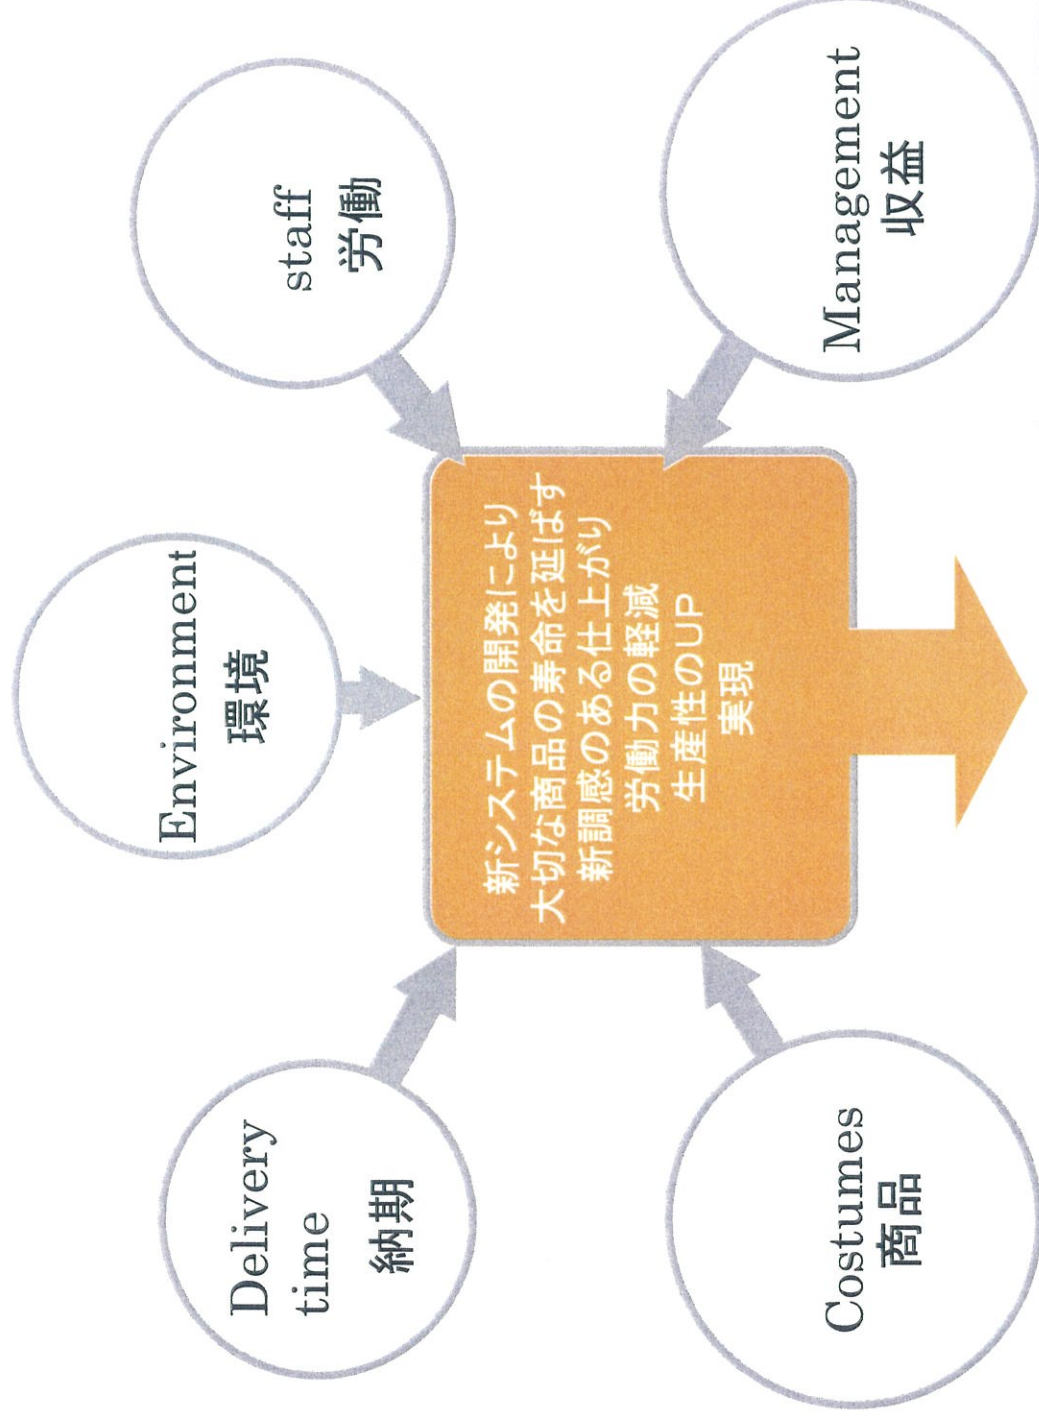 Environment
環境
Delivery
time
納期
staff
労働
新システムの開発により
大切な商品の寿命を延ばす
新調感のある仕上がり
労働力の軽減
生産性のUP
実現
Costumes
商品
Management
収益